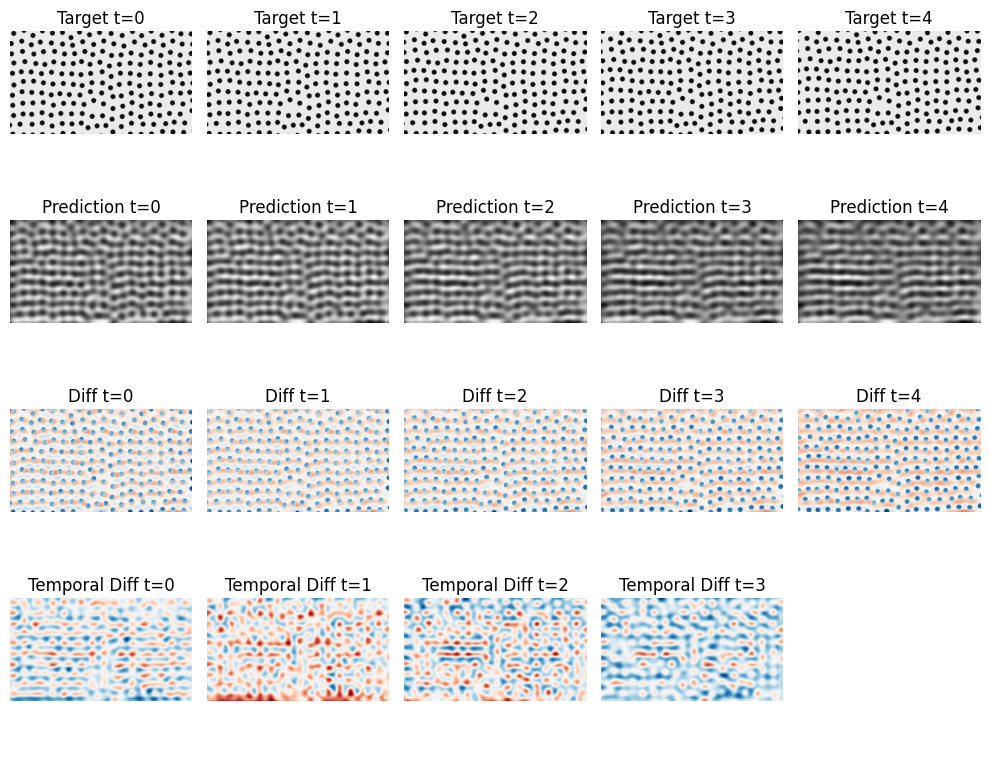 Target t=0 Target t=1 Target t=2 Target t=3 Target t=4
Prediction t=0 Prediction t=1 Prediction t=2 Prediction t=3 Prediction t=4
Diff t=0 Diff t=1 Diff t=2 Diff t=3 Diff t=4
Temporal Diff t=0 Temporal Diff t=1 Temporal Diff t=2 Temporal Diff t=3